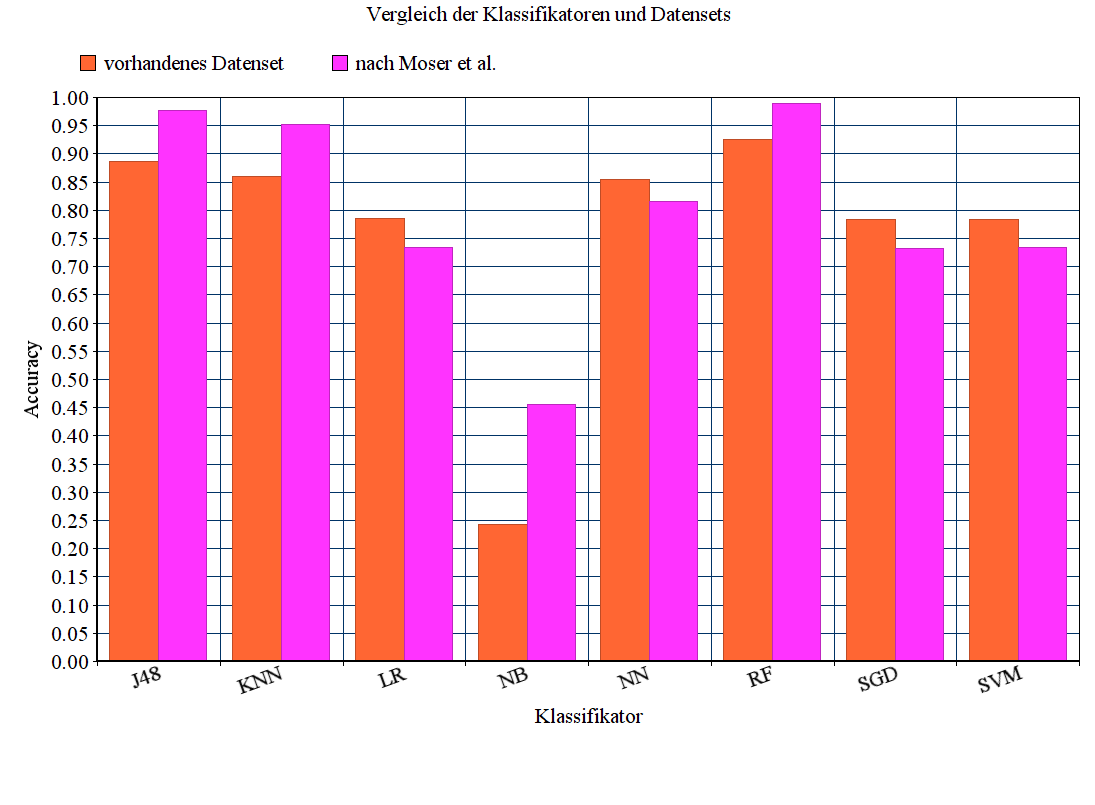 Vergleich der Klassifikatoren und Datensets
vorhandenes Datenset
nach Moser et al.
1.00
0.95
0.90
0.85
0.80
0.75
0.70
0.65
0.60
0.55
0.50
0.45
0.40
0.35
0.30
0.25
0.20
0.15
0.10
0.05
0.00
Accuracy
J48
KNN
LR
NB
NN
RF
SGD
SVM
Klassifikator